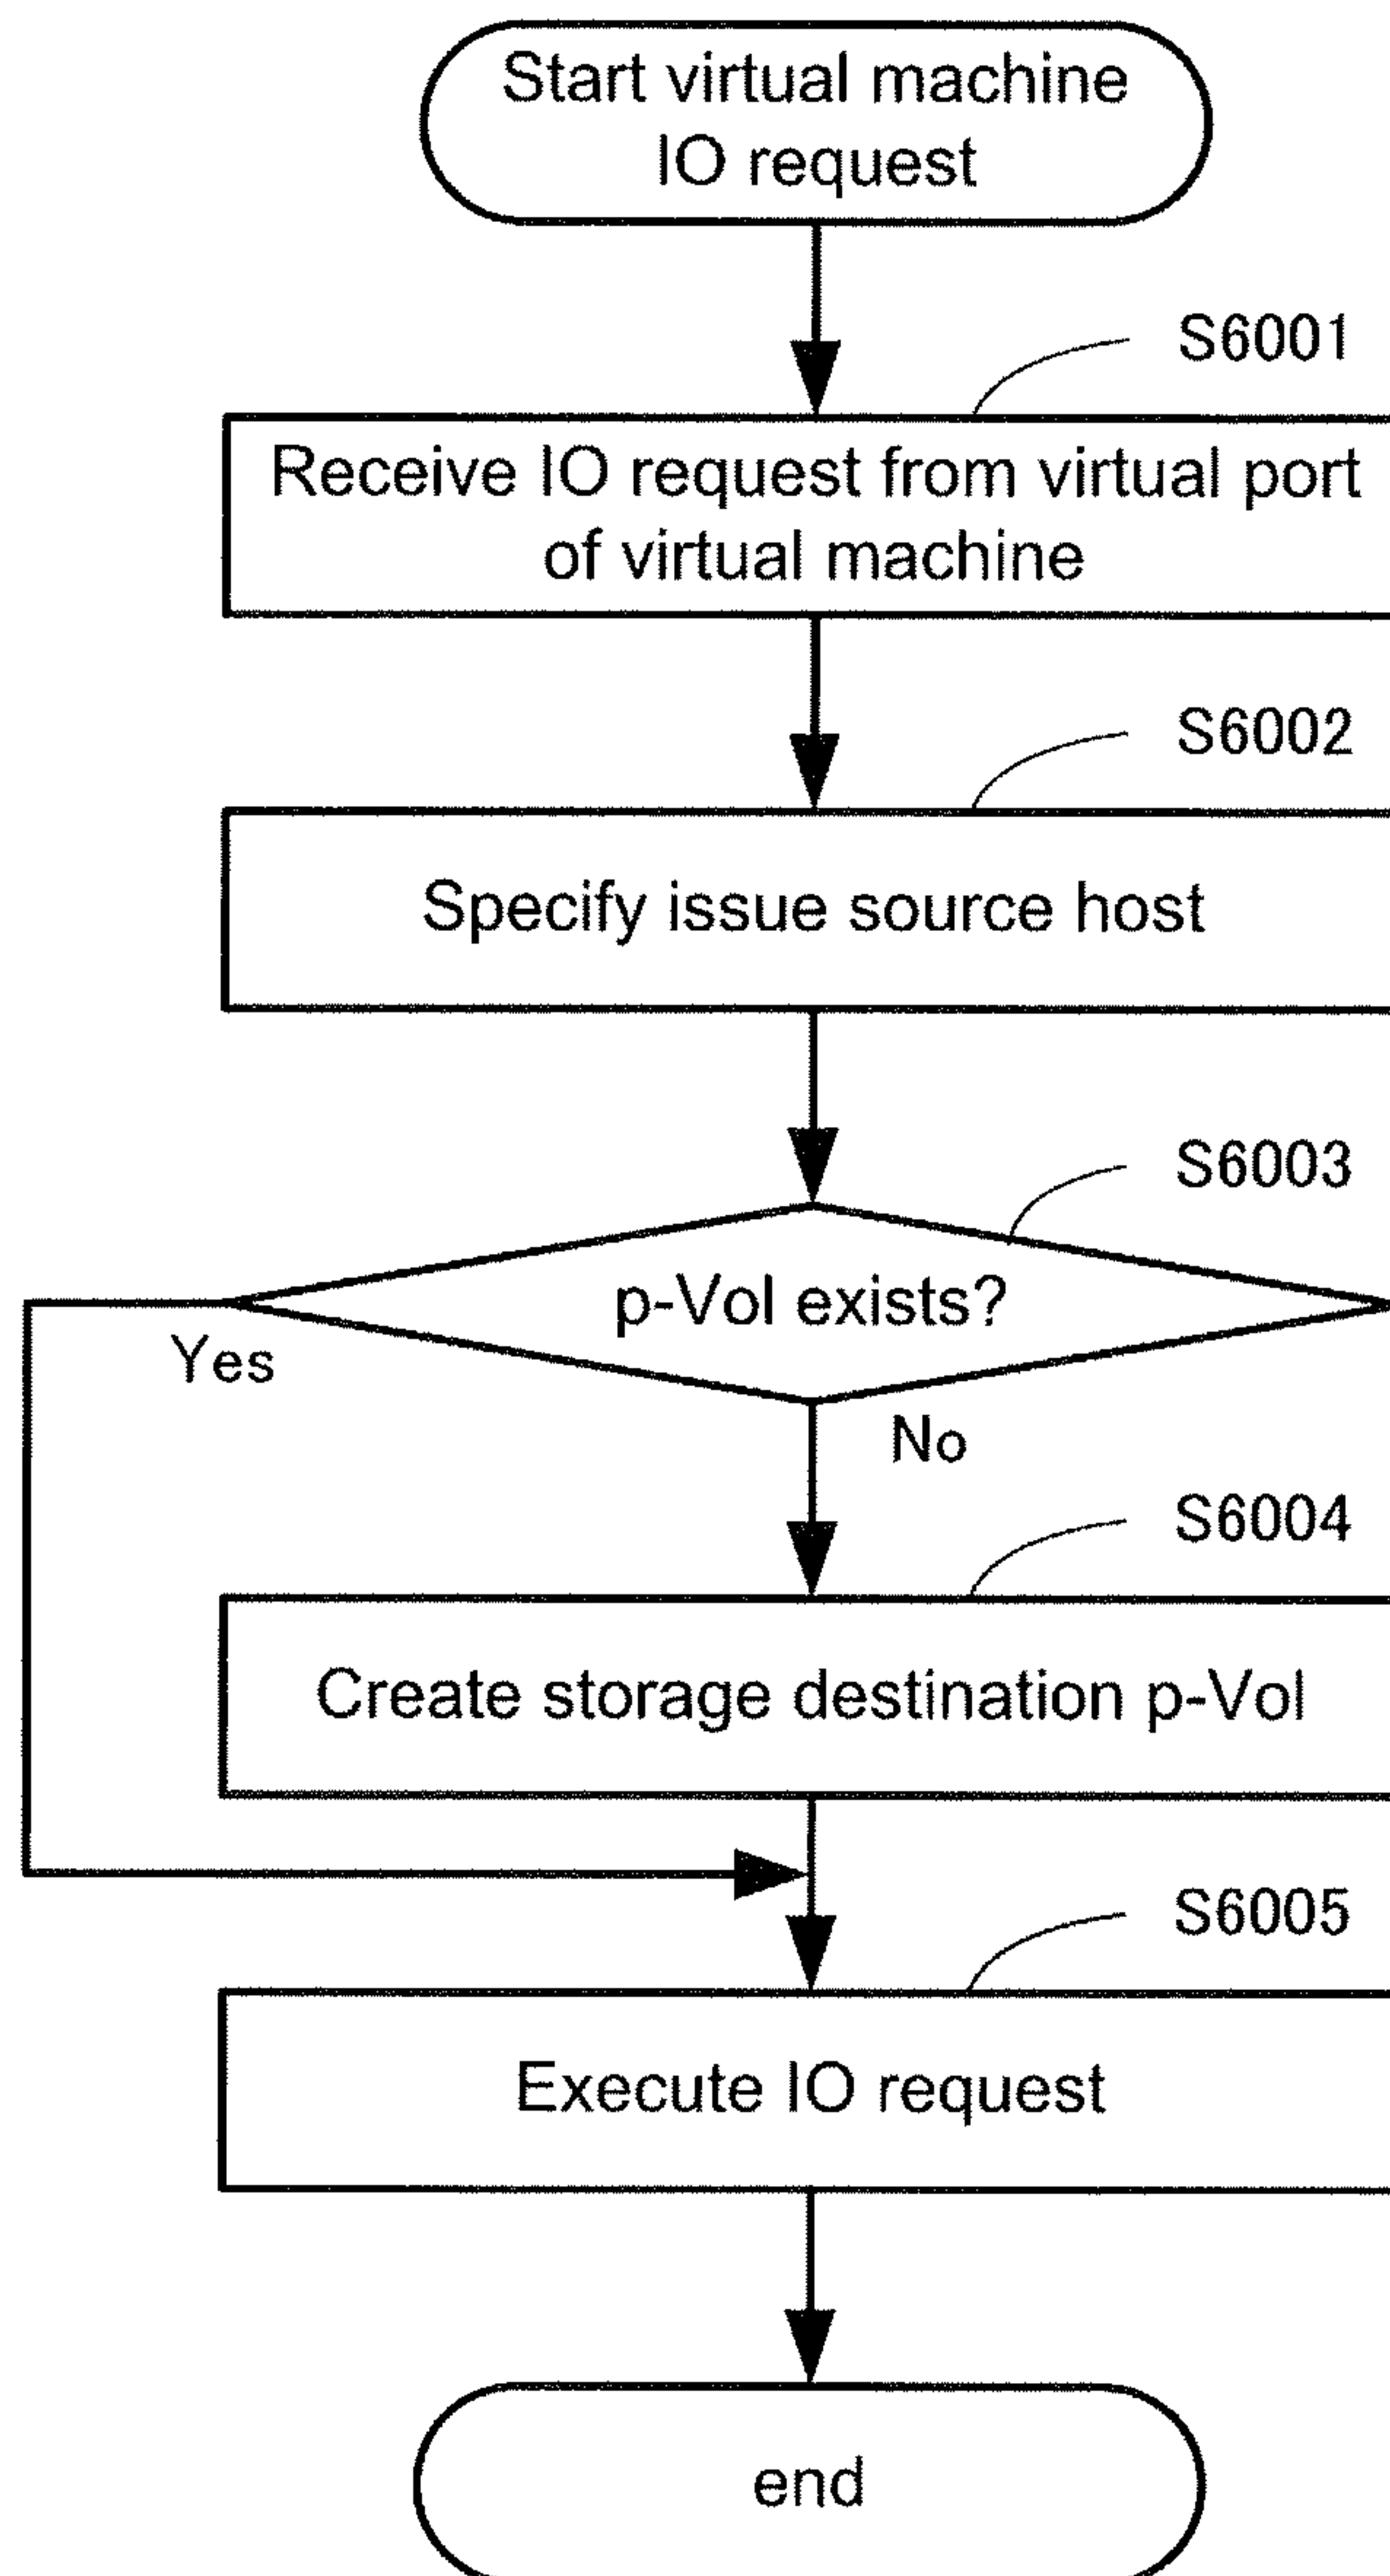 Start virtual machine
IO request
S6001
Receive IO request from virtual port
of virtual machine
S6002
Specify issue source host
S6003
p-Vol exists?
Yes
No
S6004
Create storage destination p-Vol
S6005
Execute IO request
end